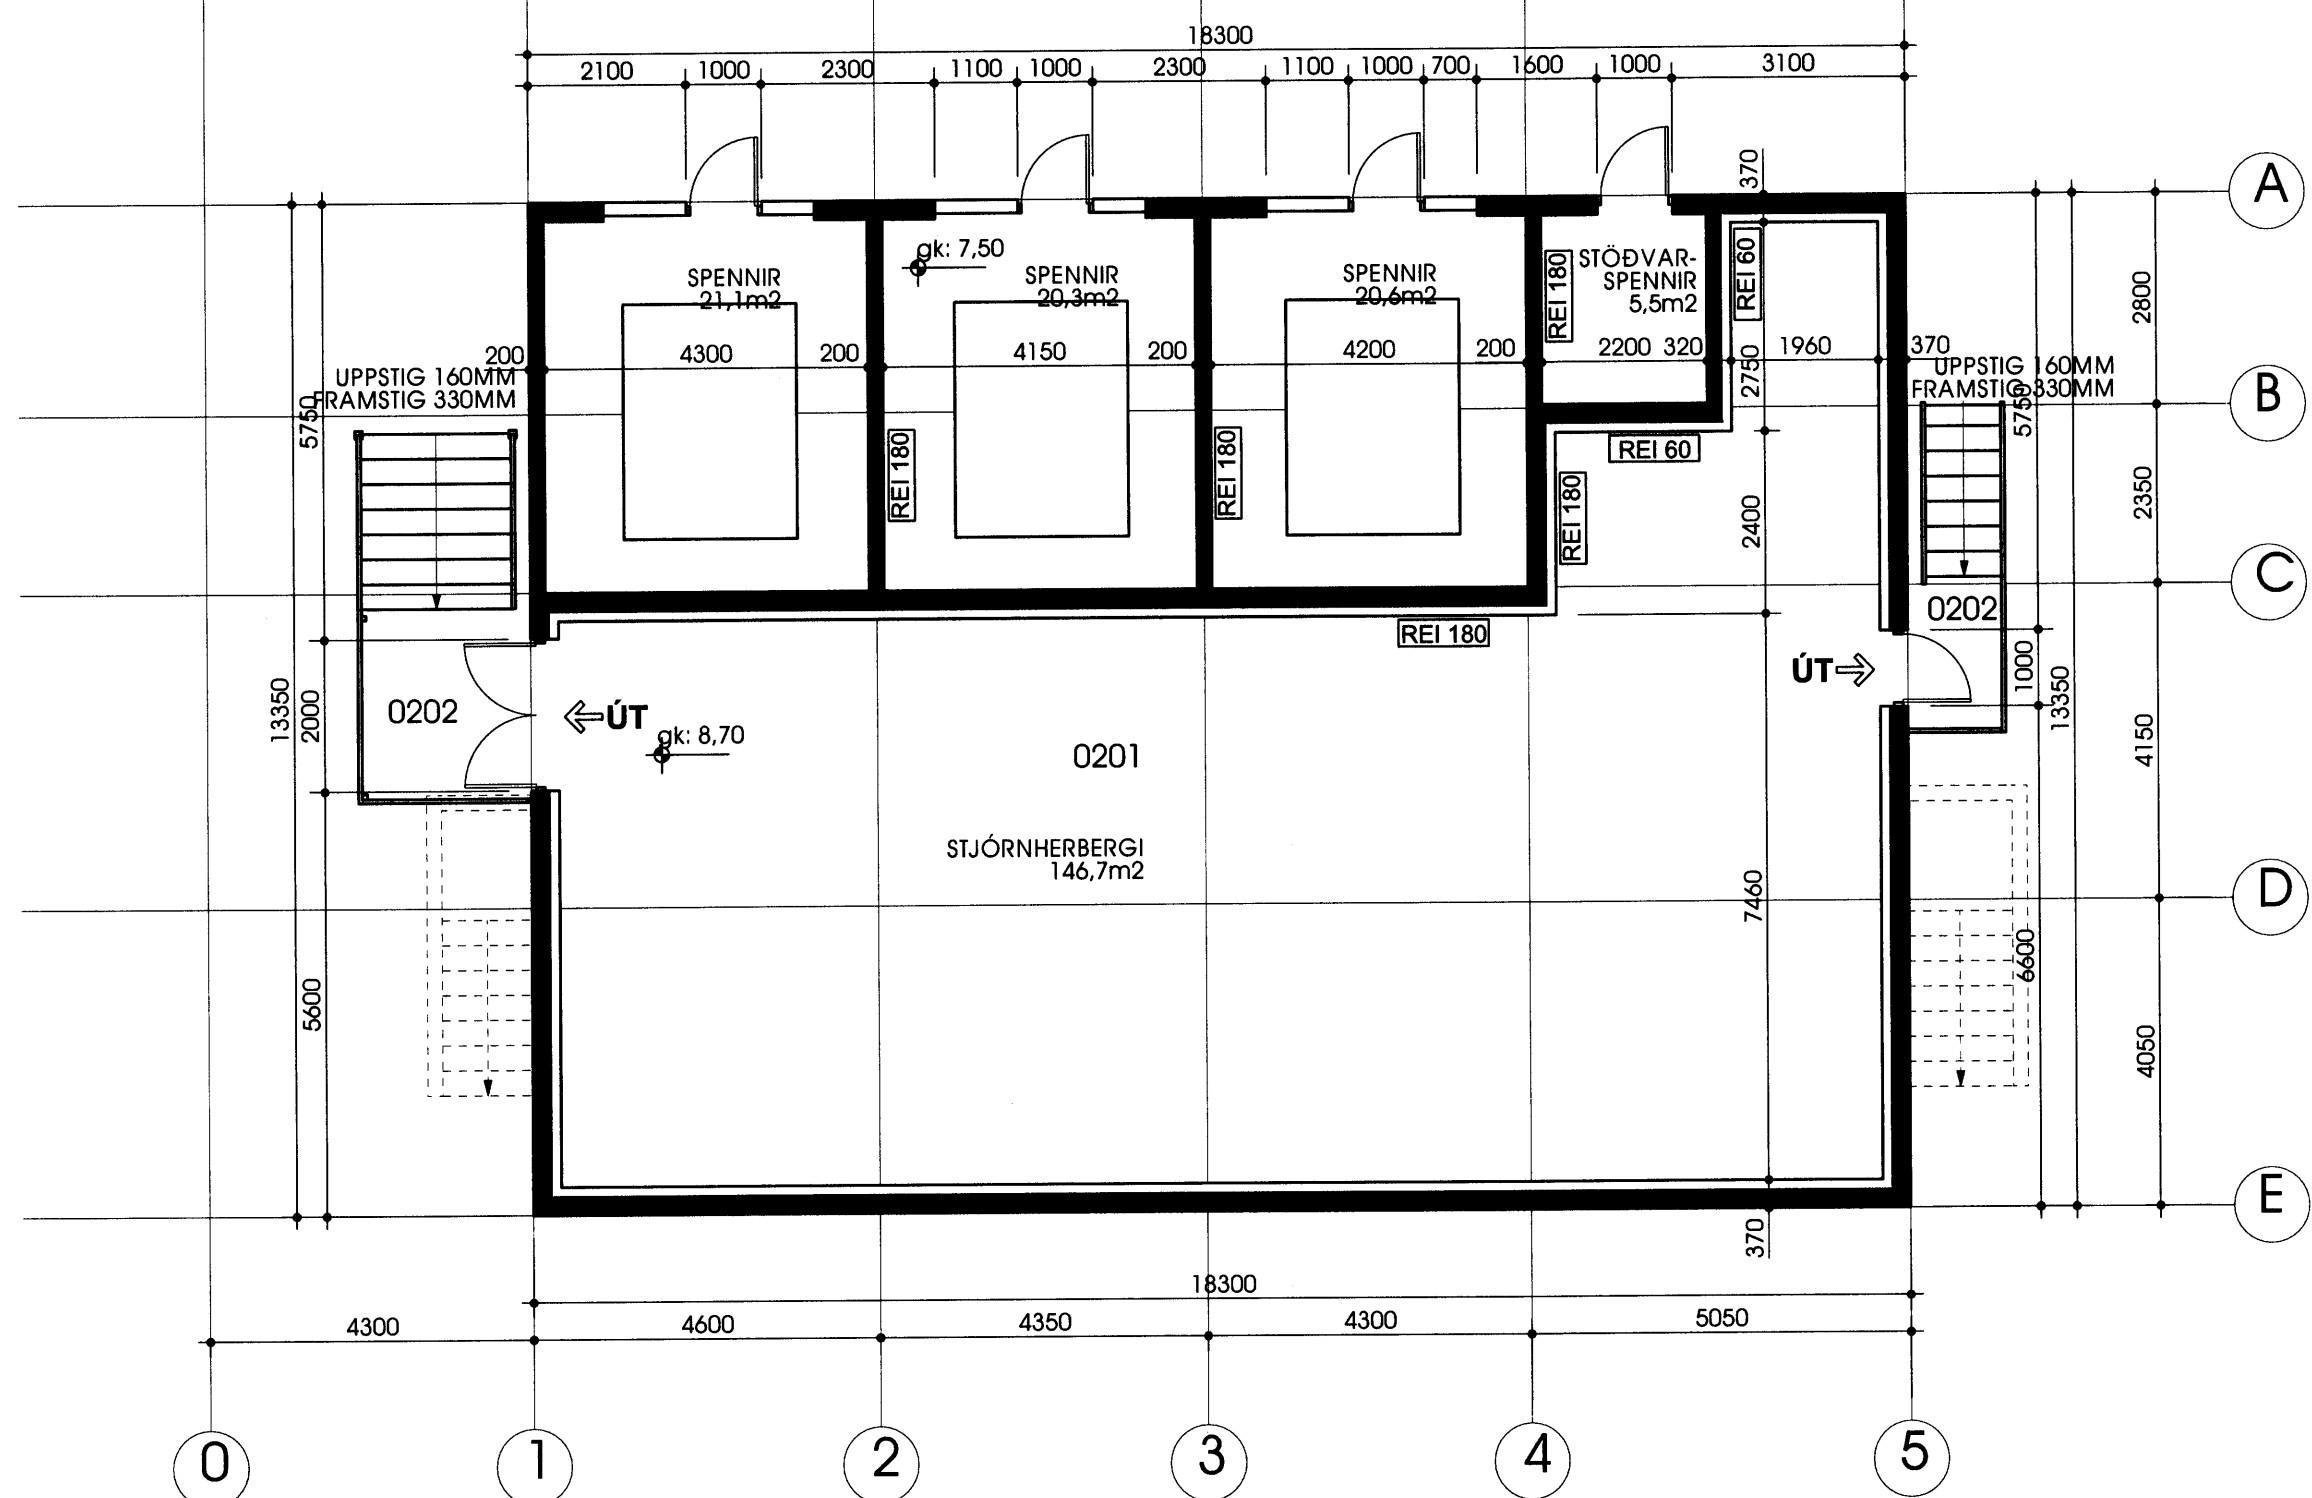 18300
2100 1000 2300 1100 1000 2300 1100 1000 700 1600 1000 3100
370
A
gk: 7,50
SPENNIR
21,1m2
SPENNIR
20,3m2
SPENNIR
20,6m2
REI 180
STÖÐVAR-
SPENNIR
5,5m2
REI 60
2800
200 4300 200 4150 200 4200 200 2200 320 2750 1960 370
UPPSTIG 160MM
FRAMSTIG 330MM
UPPSTIG 160MM
FRAMSTIG 330MM
5750
5750
B
REI 180
REI 180
REI 60
REI 180
2400
2350
C
0202
REI 180
13350
2000
0202
ÚT
gk: 8,70
0201
ÚT
1000
13350
4150
STJÓRNHERBERGI
146,7m2
7460
D
6600
5600
4050
E
370
18300
4300 4600 4350 4300 5050
0 1 2 3 4 5